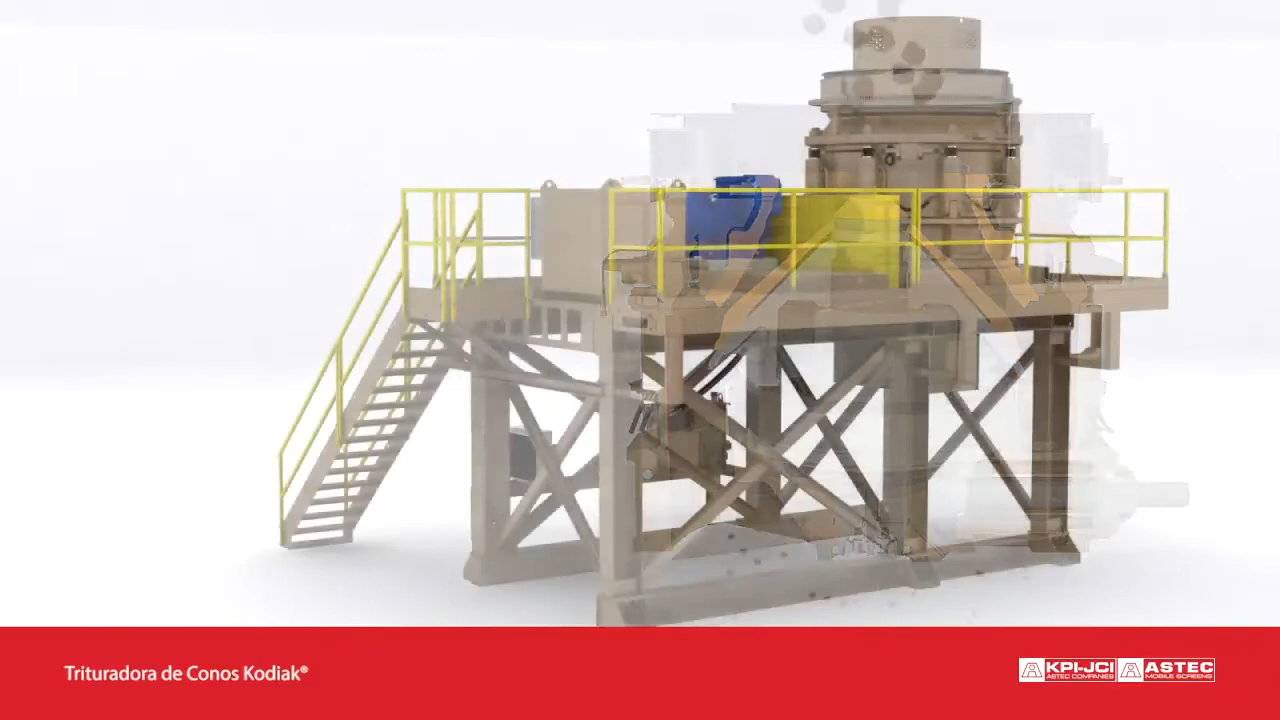 Trituradora de Conos Kodiak®
KPI-JCI
ASTEC COMPANIES
ASTEC
MOBILE SCREENS